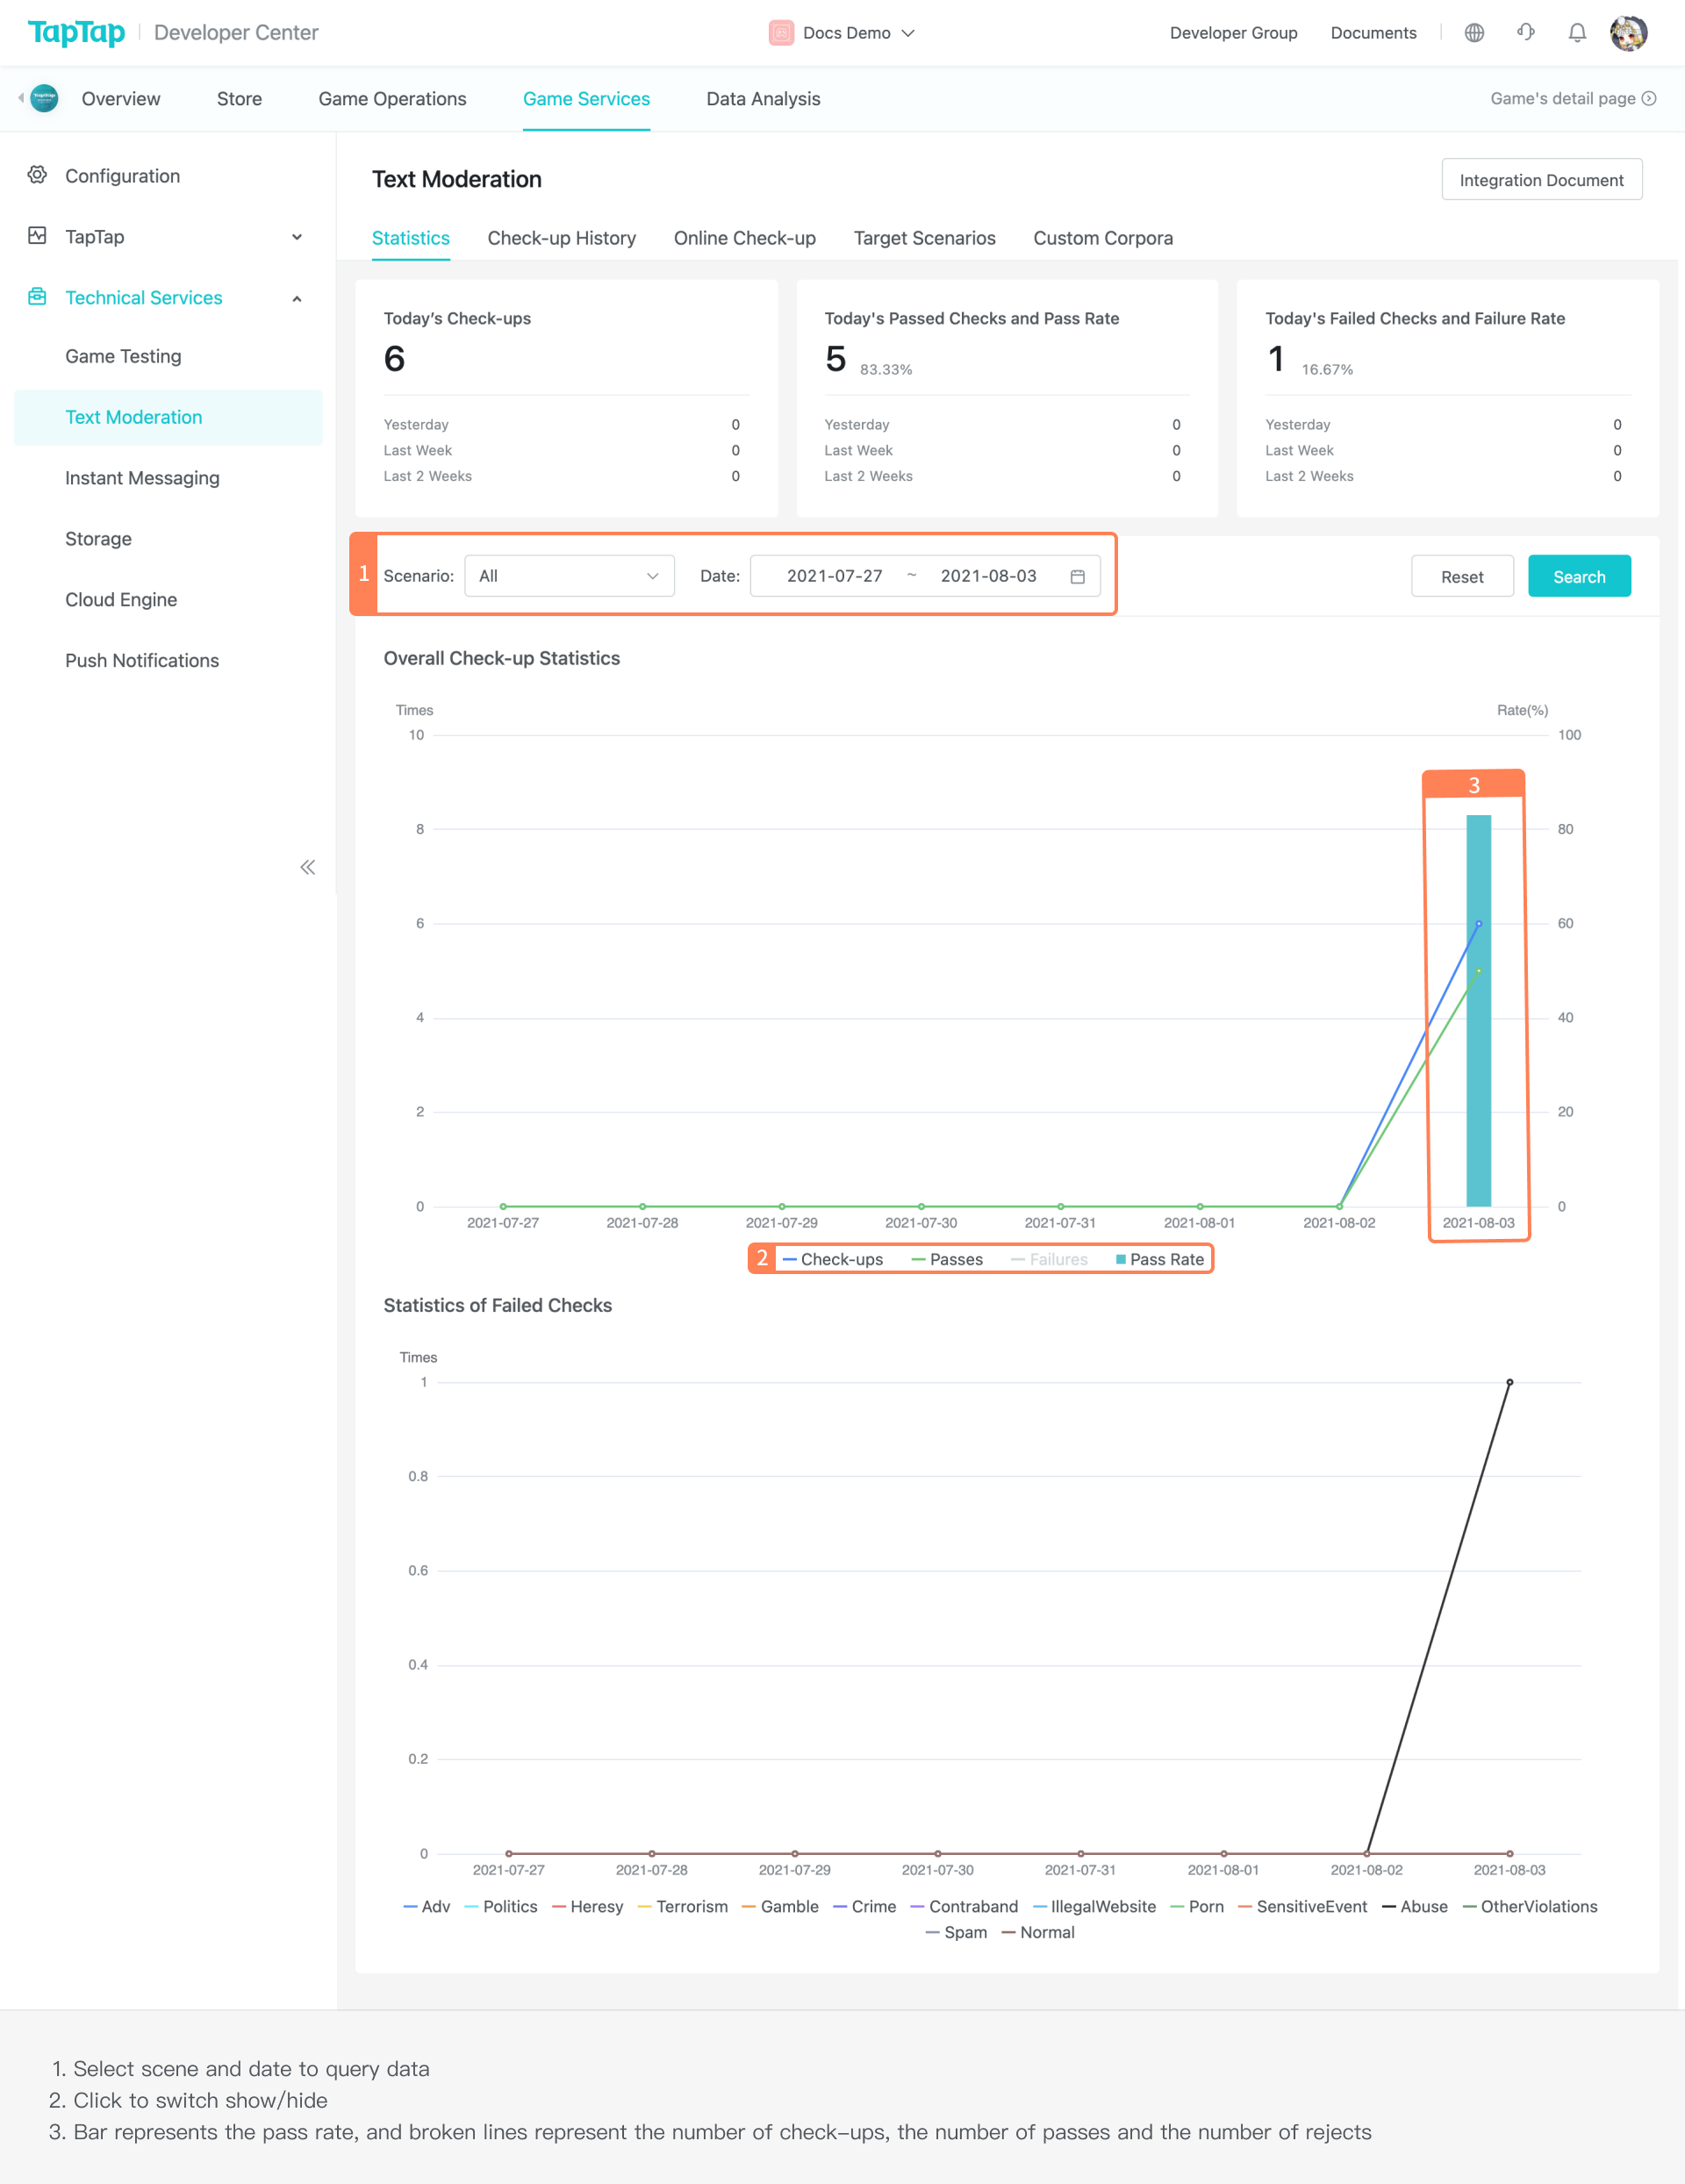 TapTap Developer Center Docs Demo Developer Group Documents
Overview Store Game Operations Game Services Data Analysis Game's detail page
Configuration
TapTap
Technical Services
Game Testing
Text Moderation
Instant Messaging
Storage
Cloud Engine
Push Notifications
Text Moderation Integration Document
Statistics Check-up History Online Check-up Target Scenarios Custom Corpora
Today's Check-ups
6
Yesterday 0
Last Week 0
Last 2 Weeks 0
Today's Passed Checks and Pass Rate
5 83.33%
Yesterday 0
Last Week 0
Last 2 Weeks 0
Today's Failed Checks and Failure Rate
1 16.67%
Yesterday 0
Last Week 0
Last 2 Weeks 0
1 Scenario: All Date: 2021-07-27 ~ 2021-08-03 Reset Search
Overall Check-up Statistics
Times Rate(%)
10 100
3
8 80
6 60
4 40
2 20
0 0
2021-07-27 2021-07-28 2021-07-29 2021-07-30 2021-07-31 2021-08-01 2021-08-02 2021-08-03
2 Check-ups Passes Failures Pass Rate
Statistics of Failed Checks
Times
1
0.8
0.6
0.4
0.2
0
2021-07-27 2021-07-28 2021-07-29 2021-07-30 2021-07-31 2021-08-01 2021-08-02 2021-08-03
Adv Politics Heresy Terrorism Gamble Crime Contraband IllegalWebsite Porn SensitiveEvent Abuse OtherViolations
Spam Normal
1. Select scene and date to query data
2. Click to switch show/hide
3. Bar represents the pass rate, and broken lines represent the number of check-ups, the number of passes and the number of rejects